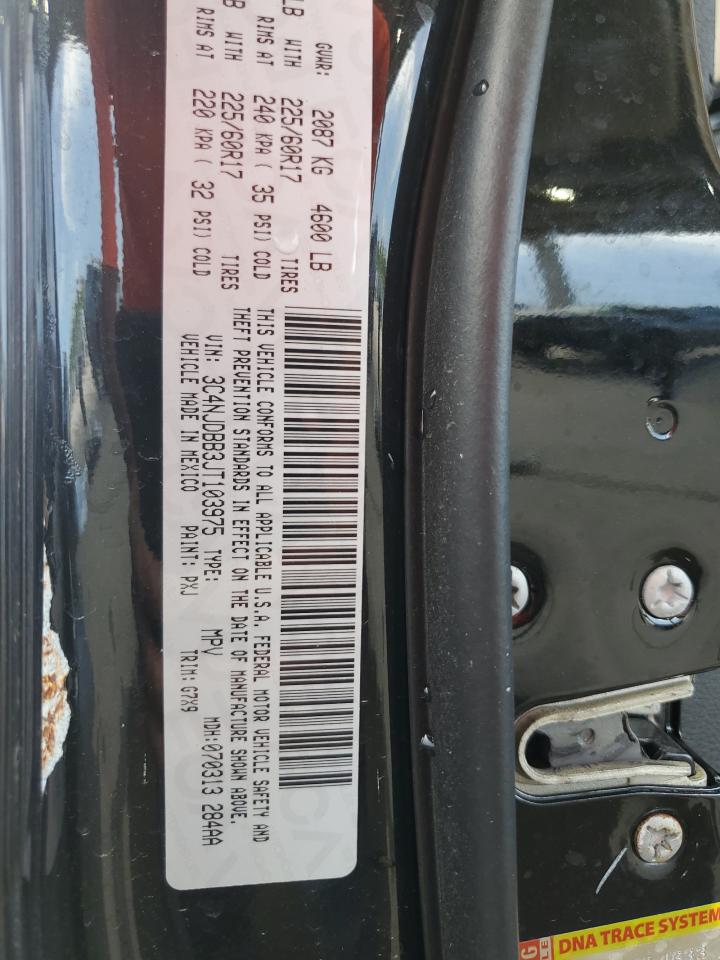 GVWR: 2087 KG 4600 LB
LB WITH 225/60R17 TIRES
RIMS AT 240 KPA ( 35 PSI) COLD
B WITH 225/60R17 TIRES
RIMS AT 220 KPA ( 32 PSI) COLD
THIS VEHICLE CONFORMS TO ALL APPLICABLE U.S.A. FEDERAL MOTOR VEHICLE SAFETY AND
THEFT PREVENTION STANDARDS IN EFFECT ON THE DATE OF MANUFACTURE SHOWN ABOVE.
VIN: 3C4NJDBB3JT103975 TYPE: MPV MDH:070313 284AA
VEHICLE MADE IN MEXICO PAINT: PXJ TRIM: G7X9
G
LE
DNA TRACE SYSTEM